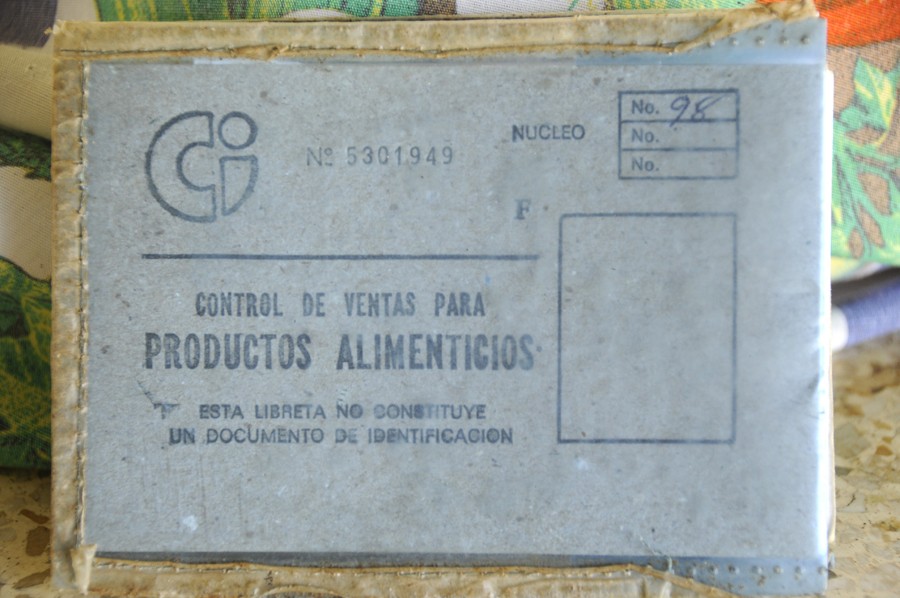 Ci
Nº 5301949
NUCLEO
No. 98
No.
No.
F
CONTROL DE VENTAS PARA
PRODUCTOS ALIMENTICIOS
ESTA LIBRETA NO CONSTITUYE
UN DOCUMENTO DE IDENTIFICACION